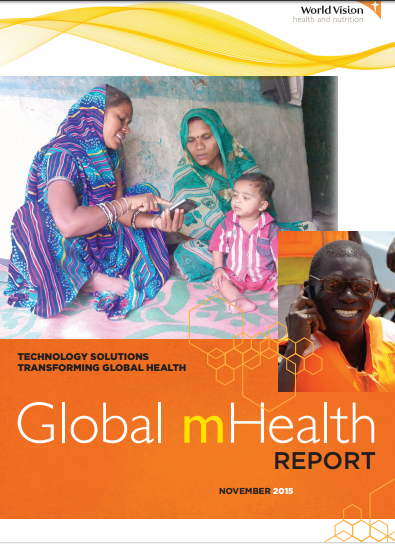 World Vision
health and nutrition
TECHNOLOGY SOLUTIONS
TRANSFORMING GLOBAL HEALTH
Global mHealth
REPORT
NOVEMBER 2015